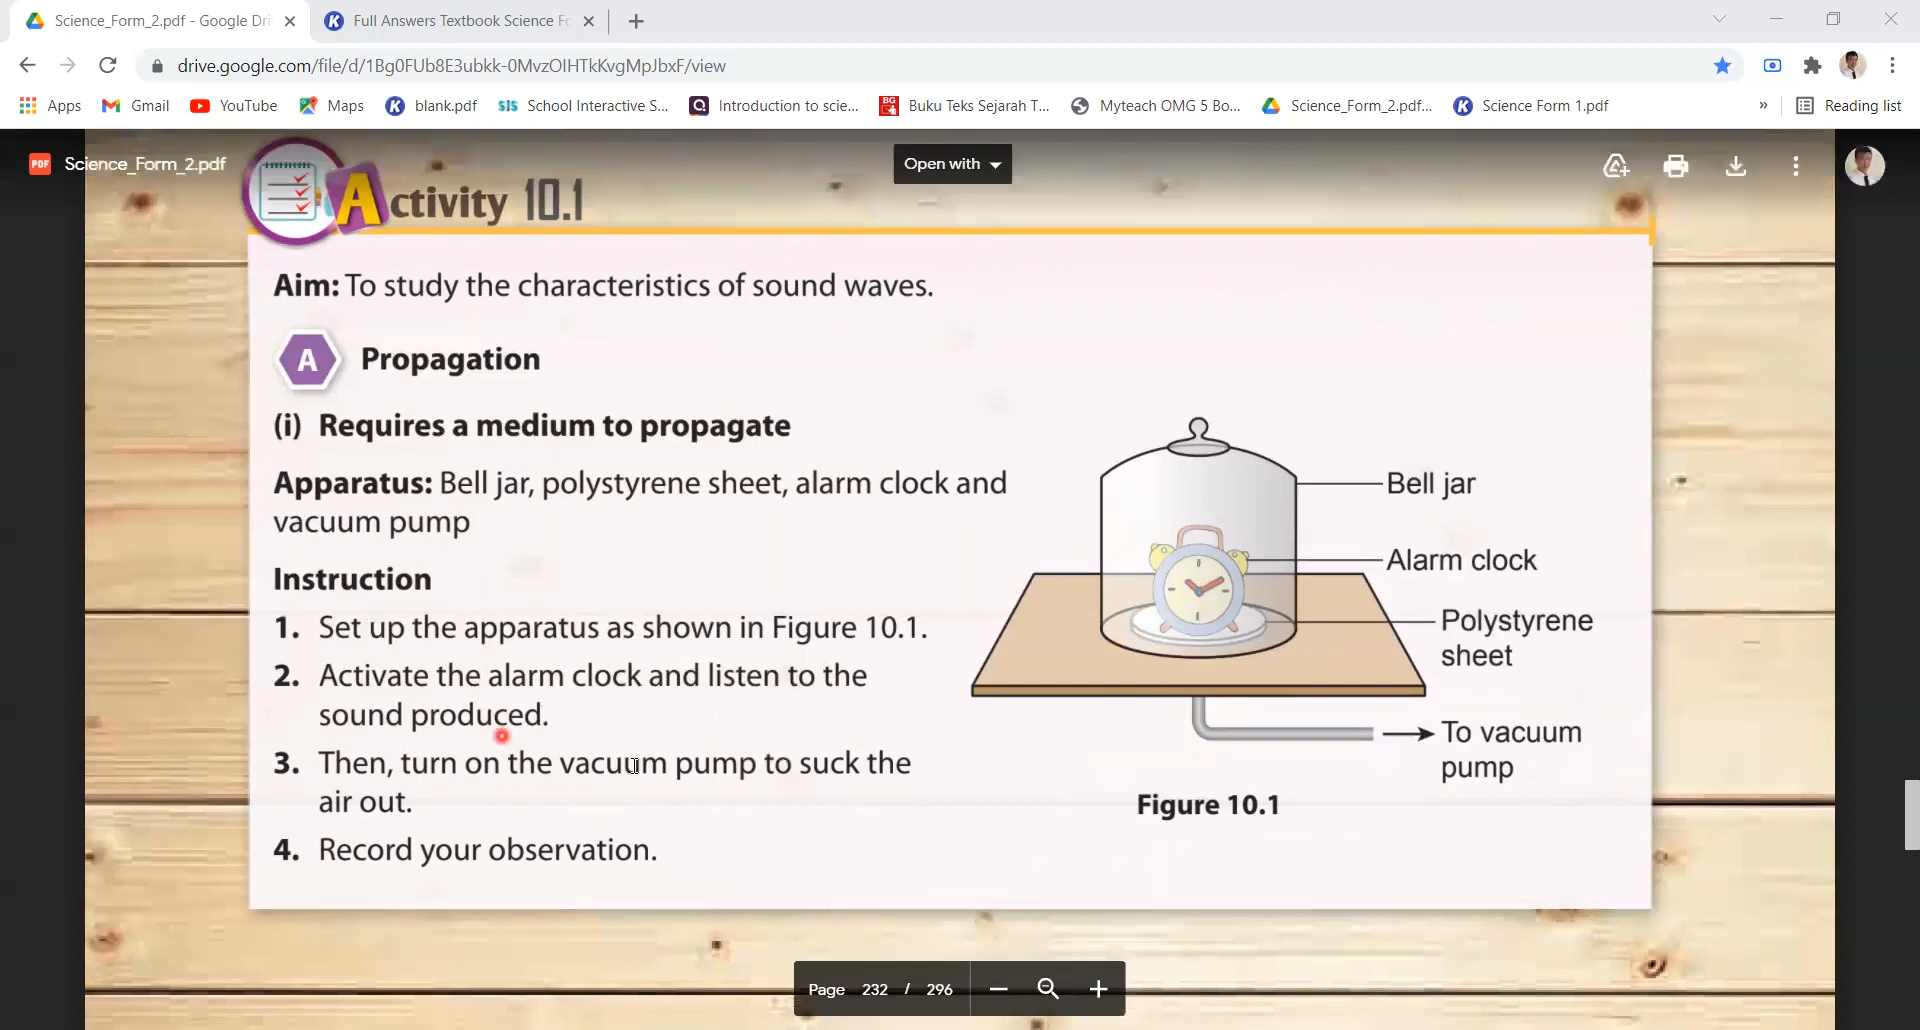 Science_Form_2.pdf - Google Dri
Full Answers Textbook Science Fo
drive.google.com/file/d/1Bg0FUb8E3ubkk-0MvzOIHTkKvgMpJbxF/view
Apps
Gmail
YouTube
Maps
blank.pdf
SIS School Interactive S...
Introduction to scie...
BG Buku Teks Sejarah T...
Myteach OMG 5 Bo...
Science_Form_2.pdf...
Science Form 1.pdf
»
Reading list
PDF Science_Form_2.pdf
Open with
Activity 10.1
Aim: To study the characteristics of sound waves.
A Propagation
(i) Requires a medium to propagate
Apparatus: Bell jar, polystyrene sheet, alarm clock and
vacuum pump
Instruction
1. Set up the apparatus as shown in Figure 10.1.
2. Activate the alarm clock and listen to the
sound produced.
3. Then, turn on the vacuum pump to suck the
air out.
4. Record your observation.
Bell jar
Alarm clock
Polystyrene
sheet
To vacuum
pump
Figure 10.1
Page 232 / 296